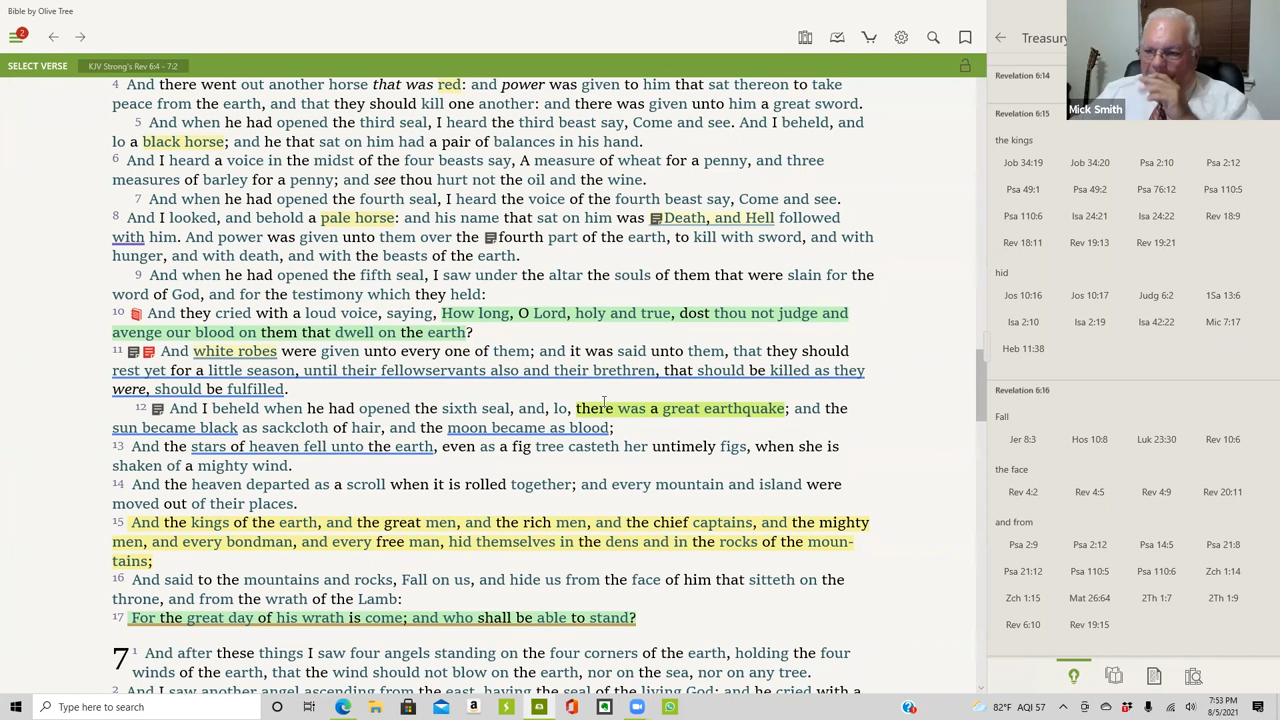 Bible by Olive Tree
2
SELECT VERSE
KJV Strong's Rev 6:4 - 7:2
4 And there went out another horse that was red: and power was given to him that sat thereon to take
peace from the earth, and that they should kill one another: and there was given unto him a great sword.
5 And when he had opened the third seal, I heard the third beast say, Come and see. And I beheld, and
lo a black horse; and he that sat on him had a pair of balances in his hand.
6 And I heard a voice in the midst of the four beasts say, A measure of wheat for a penny, and three
measures of barley for a penny; and see thou hurt not the oil and the wine.
7 And when he had opened the fourth seal, I heard the voice of the fourth beast say, Come and see.
8 And I looked, and behold a pale horse: and his name that sat on him was Death, and Hell followed
with him. And power was given unto them over the fourth part of the earth, to kill with sword, and with
hunger, and with death, and with the beasts of the earth.
9 And when he had opened the fifth seal, I saw under the altar the souls of them that were slain for the
word of God, and for the testimony which they held:
10 And they cried with a loud voice, saying, How long, O Lord, holy and true, dost thou not judge and
avenge our blood on them that dwell on the earth?
11 And white robes were given unto every one of them; and it was said unto them, that they should
rest yet for a little season, until their fellowservants also and their brethren, that should be killed as they
were, should be fulfilled.
12 And I beheld when he had opened the sixth seal, and, lo, there was a great earthquake; and the
sun became black as sackcloth of hair, and the moon became as blood;
13 And the stars of heaven fell unto the earth, even as a fig tree casteth her untimely figs, when she is
shaken of a mighty wind.
14 And the heaven departed as a scroll when it is rolled together; and every mountain and island were
moved out of their places.
15 And the kings of the earth, and the great men, and the rich men, and the chief captains, and the mighty
men, and every bondman, and every free man, hid themselves in the dens and in the rocks of the moun-
tains;
16 And said to the mountains and rocks, Fall on us, and hide us from the face of him that sitteth on the
throne, and from the wrath of the Lamb:
17 For the great day of his wrath is come; and who shall be able to stand?
7 1 And after these things I saw four angels standing on the four corners of the earth, holding the four
winds of the earth, that the wind should not blow on the earth, nor on the sea, nor on any tree.
2 And I saw another angel ascending from the east, having the seal of the living God: and he cried with a
Treasury
Mick Smith
Revelation 6:14
Revelation 6:15
the kings
Job 34:19 Job 34:20 Psa 2:10 Psa 2:12
Psa 49:1 Psa 49:2 Psa 76:12 Psa 110:5
Psa 110:6 Isa 24:21 Isa 24:22 Rev 18:9
Rev 18:11 Rev 19:13 Rev 19:21
hid
Jos 10:16 Jos 10:17 Judg 6:2 1Sa 13:6
Isa 2:10 Isa 2:19 Isa 42:22 Mic 7:17
Heb 11:38
Revelation 6:16
Fall
Jer 8:3 Hos 10:8 Luk 23:30 Rev 10:6
the face
Rev 4:2 Rev 4:5 Rev 4:9 Rev 20:11
and from
Psa 2:9 Psa 2:12 Psa 14:5 Psa 21:8
Psa 21:12 Psa 110:5 Psa 110:6 Zch 1:14
Zch 1:15 Mat 26:64 2Th 1:7 2Th 1:9
Rev 6:10 Rev 19:15
Type here to search
82°F AQI 57
7:53 PM
8/5/2021